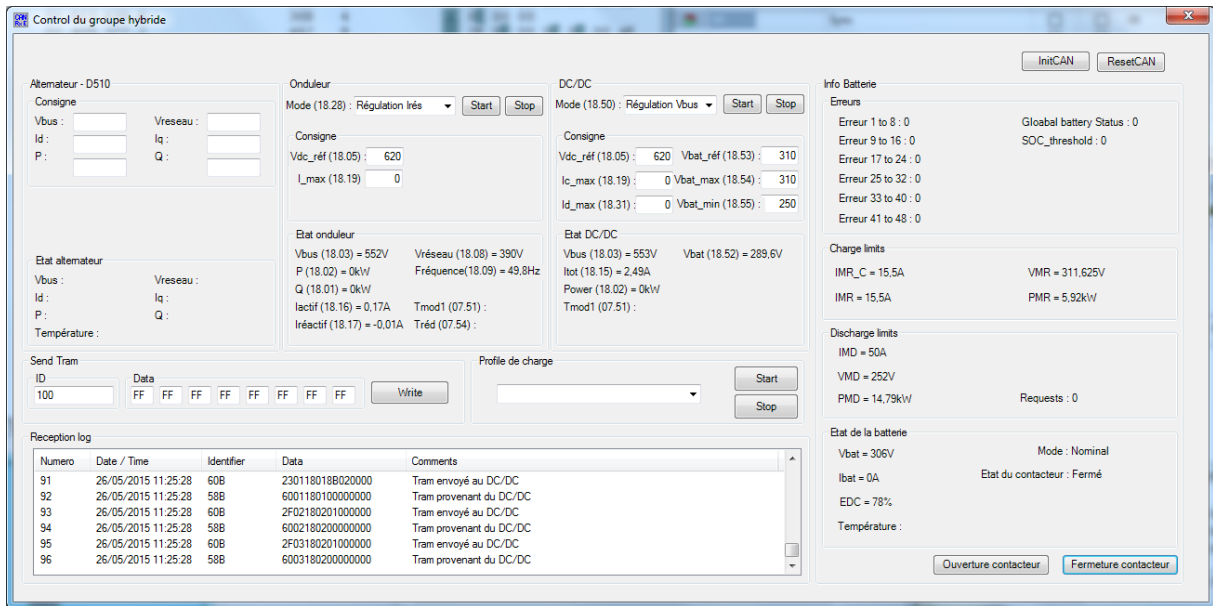 Control du groupe hybride
InitCAN ResetCAN
Alternateur - D510
Consigne
Vbus : Vreseau :
Id : Iq :
P : Q :
Etat alternateur
Vbus : Vreseau :
Id : Iq :
P : Q :
Température :
Onduleur
Mode (18.28) : Régulation Irés Start Stop
Consigne
Vdc_réf (18.05) : 620
I_max (18.19) 0
Etat onduleur
Vbus (18.03) = 552V Vréseau (18.08) = 390V
P (18.02) = 0kW Fréquence(18.09) = 49,8Hz
Q (18.01) = 0kW
Iactif (18.16) = 0,17A Tmod1 (07.51) :
Iréactif (18.17) = -0,01A Tréd (07.54) :
DC/DC
Mode (18.50) : Régulation Vbus Start Stop
Consigne
Vdc_réf (18.05) : 620 Vbat_réf (18.53) : 310
Ic_max (18.19) : 0 Vbat_max (18.54) : 310
Id_max (18.31) : 0 Vbat_min (18.55) : 250
Etat DC/DC
Vbus (18.03) = 553V Vbat (18.52) = 289,6V
Itot (18.15) = 2,49A
Power (18.02) = 0kW
Tmod1 (07.51) :
Info Batterie
Erreurs
Erreur 1 to 8 : 0 Gloabal battery Status : 0
Erreur 9 to 16 : 0 SOC_threshold : 0
Erreur 17 to 24 : 0
Erreur 25 to 32 : 0
Erreur 33 to 40 : 0
Erreur 41 to 48 : 0
Charge limits
IMR_C = 15,5A VMR = 311,625V
IMR = 15,5A PMR = 5,92kW
Discharge limits
IMD = 50A
VMD = 252V
PMD = 14,79kW Requests : 0
Etat de la batterie
Vbat = 306V Mode : Nominal
Ibat = 0A Etat du contacteur : Fermé
EDC = 78%
Température :
Ouverture contacteur Fermeture contacteur
Send Tram
ID Data
100 FF FF FF FF FF FF FF FF Write
Profile de charge
Start
Stop
Reception log
Numero Date / Time Identifier Data Comments
91 26/05/2015 11:25:28 60B 230118018B020000 Tram envoyé au DC/DC
92 26/05/2015 11:25:28 58B 6001180100000000 Tram provenant du DC/DC
93 26/05/2015 11:25:28 60B 2F02180201000000 Tram envoyé au DC/DC
94 26/05/2015 11:25:28 58B 6002180200000000 Tram provenant du DC/DC
95 26/05/2015 11:25:28 60B 2F03180201000000 Tram envoyé au DC/DC
96 26/05/2015 11:25:28 58B 6003180200000000 Tram provenant du DC/DC